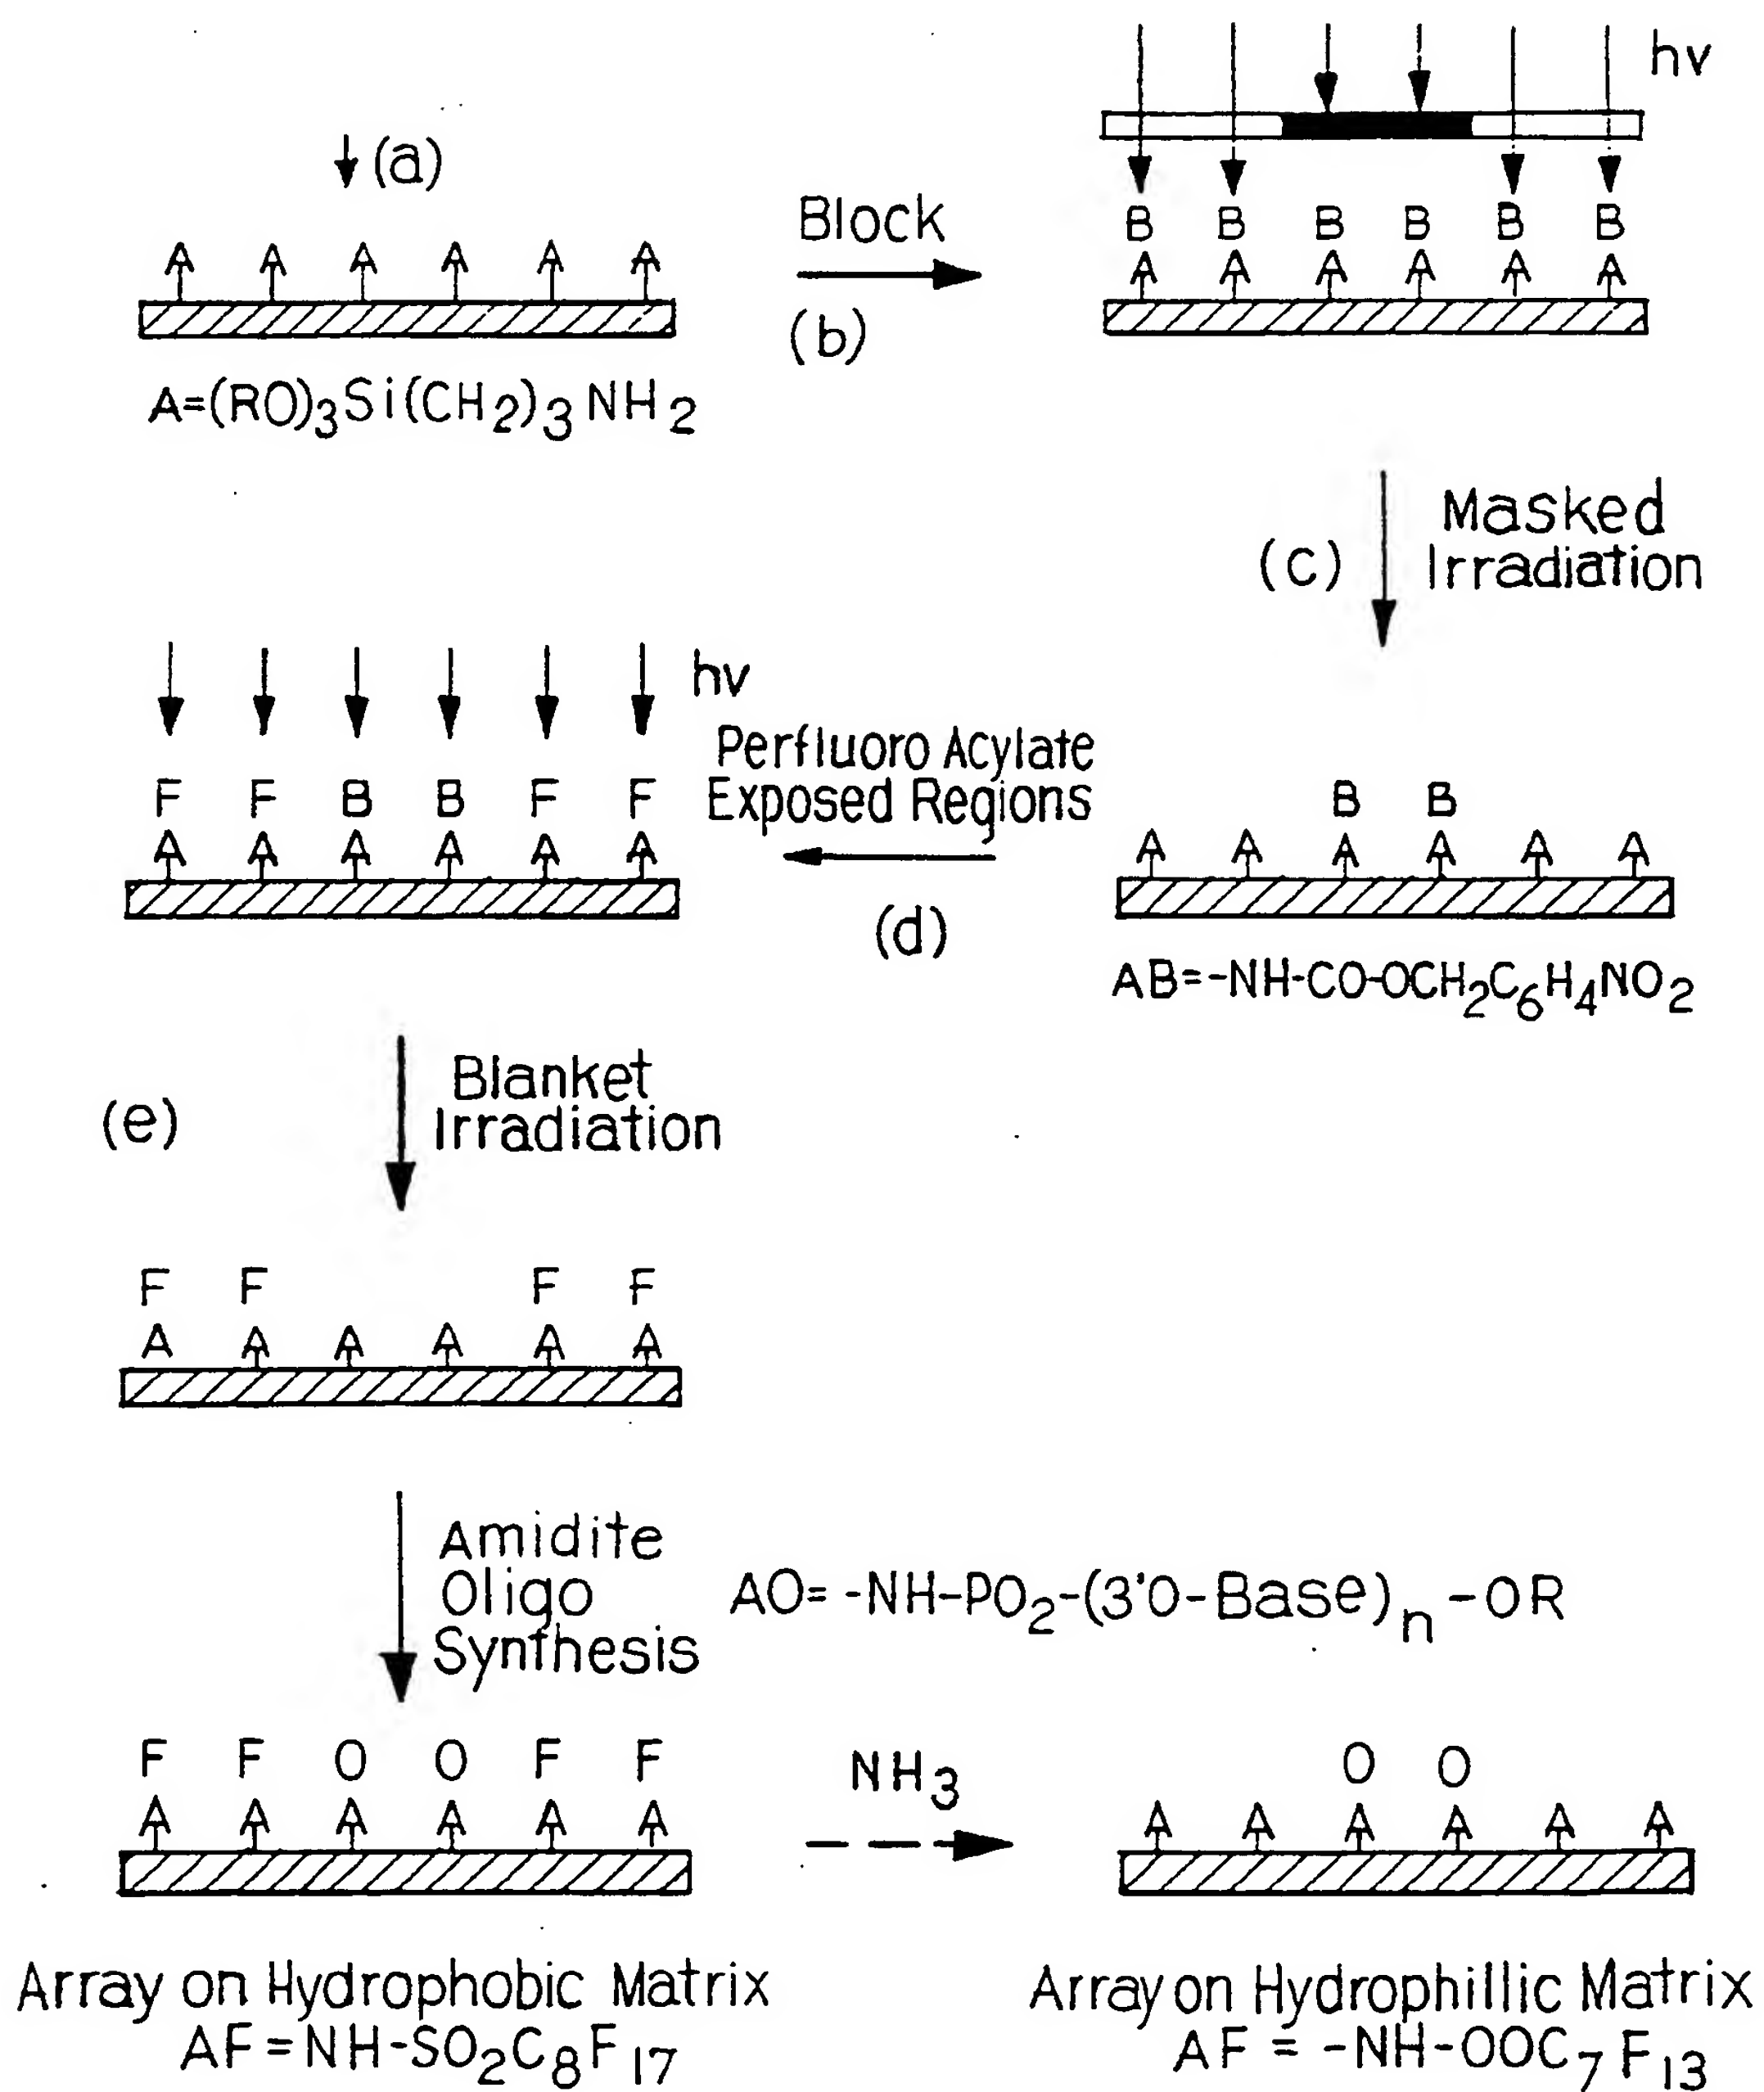 hv
(a)
Block
B B B B B B
A A A A A A
A A A A A A
(b)
A=(RO)3Si(CH2)3NH2
Masked
(c) Irradiation
hv
Perfluoro Acylate
Exposed Regions
F F B B F F
A A A A A A
B B
A A A A A A
(d)
AB=-NH-CO-OCH2C6H4NO2
Blanket
(e) Irradiation
F F F F
A A A A A A
Amidite
Oligo
Synthesis
AO= -NH-PO2-(3'O-Base)n-OR
F F O O F F
A A A A A A
NH3
O O
A A A A A A
Array on Hydrophobic Matrix
AF=NH-SO2C8F17
Array on Hydrophillic Matrix
AF = -NH-OOC7F13